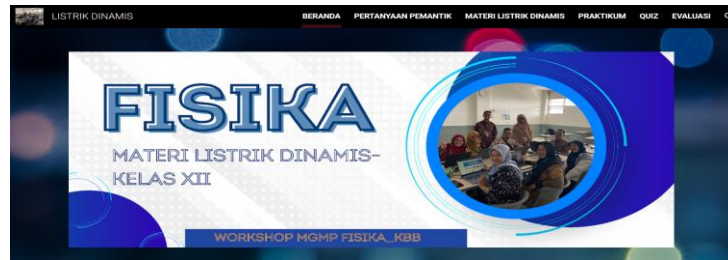 LISTRIK DINAMIS
BERANDA PERTANYAAN PEMANTIK MATERI LISTRIK DINAMIS PRAKTIKUM QUIZ EVALUASI
FISIKA
MATERI LISTRIK DINAMIS-
KELAS XII
WORKSHOP MGMP FISIKA_KBB